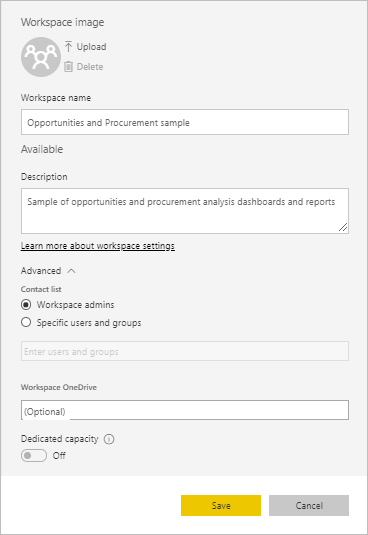 Workspace image
Upload
Delete
Workspace name
Opportunities and Procurement sample
Available
Description
Sample of opportunities and procurement analysis dashboards and reports
Learn more about workspace settings
Advanced
Contact list
Workspace admins
Specific users and groups
Enter users and groups
Workspace OneDrive
(Optional)
Dedicated capacity
Off
Save Cancel